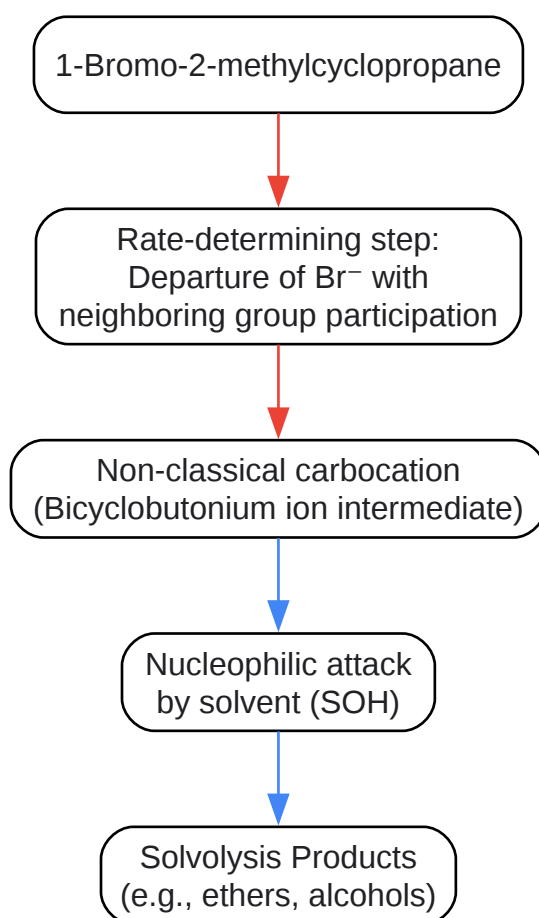 1-Bromo-2-methylcyclopropane
Rate-determining step:
Departure of Br⁻ with
neighboring group participation
Non-classical carbocation
(Bicyclobutonium ion intermediate)
Nucleophilic attack
by solvent (SOH)
Solvolysis Products
(e.g., ethers, alcohols)